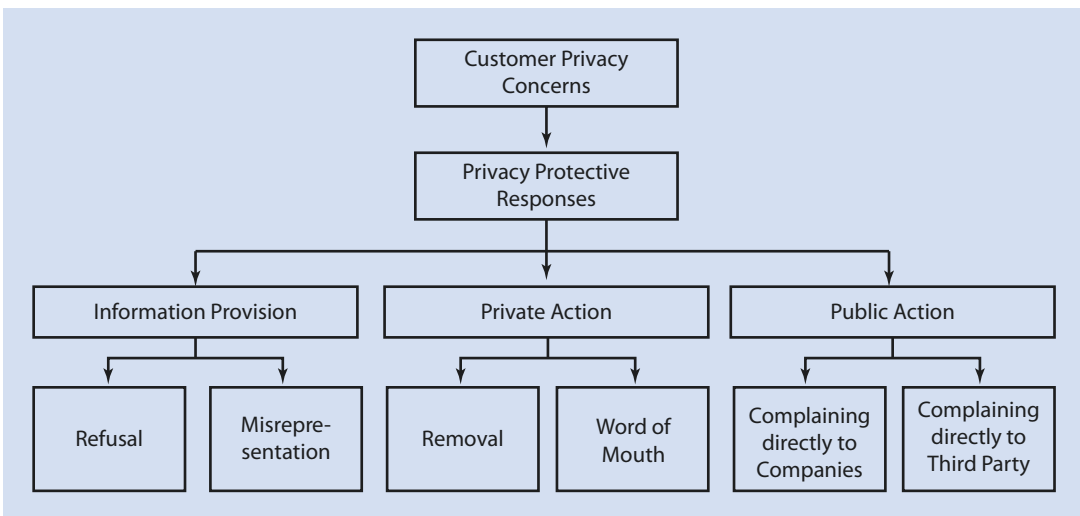 Customer Privacy
Concerns
Privacy Protective
Responses
Information Provision
Private Action
Public Action
Refusal
Misrepre-
sentation
Removal
Word of
Mouth
Complaining
directly to
Companies
Complaining
directly to
Third Party